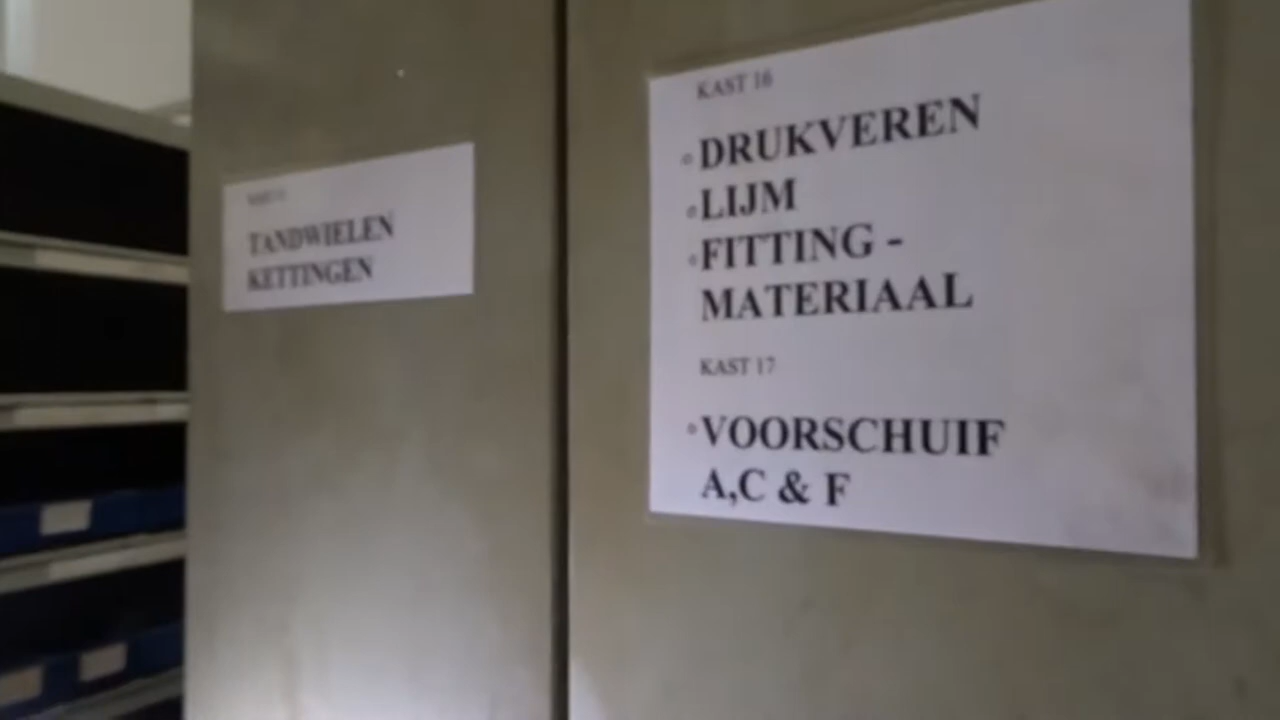 TANDWIELEN
KETTINGEN
KAST 16
DRUKVEREN
LIJM
FITTING -
MATERIAAL
KAST 17
VOORSCHUIF
A,C & F